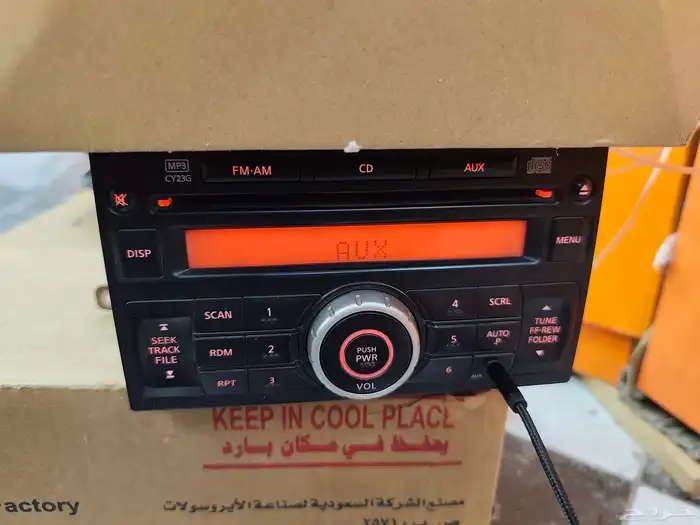 MP3
CY23G
FM·AM
CD
AUX
DISP
AUX
MENU
SCAN
1
4
SCRL
SEEK
TRACK
FILE
RDM
2
PUSH
PWR
VOL
5
AUTO.P
TUNE
FF·REW
FOLDER
RPT
3
6
AUX
KEEP IN COOL PLACE
يحفظ في مكان بارد
actory
مصنع الشركة السعودية لصناعة الأيروسولات